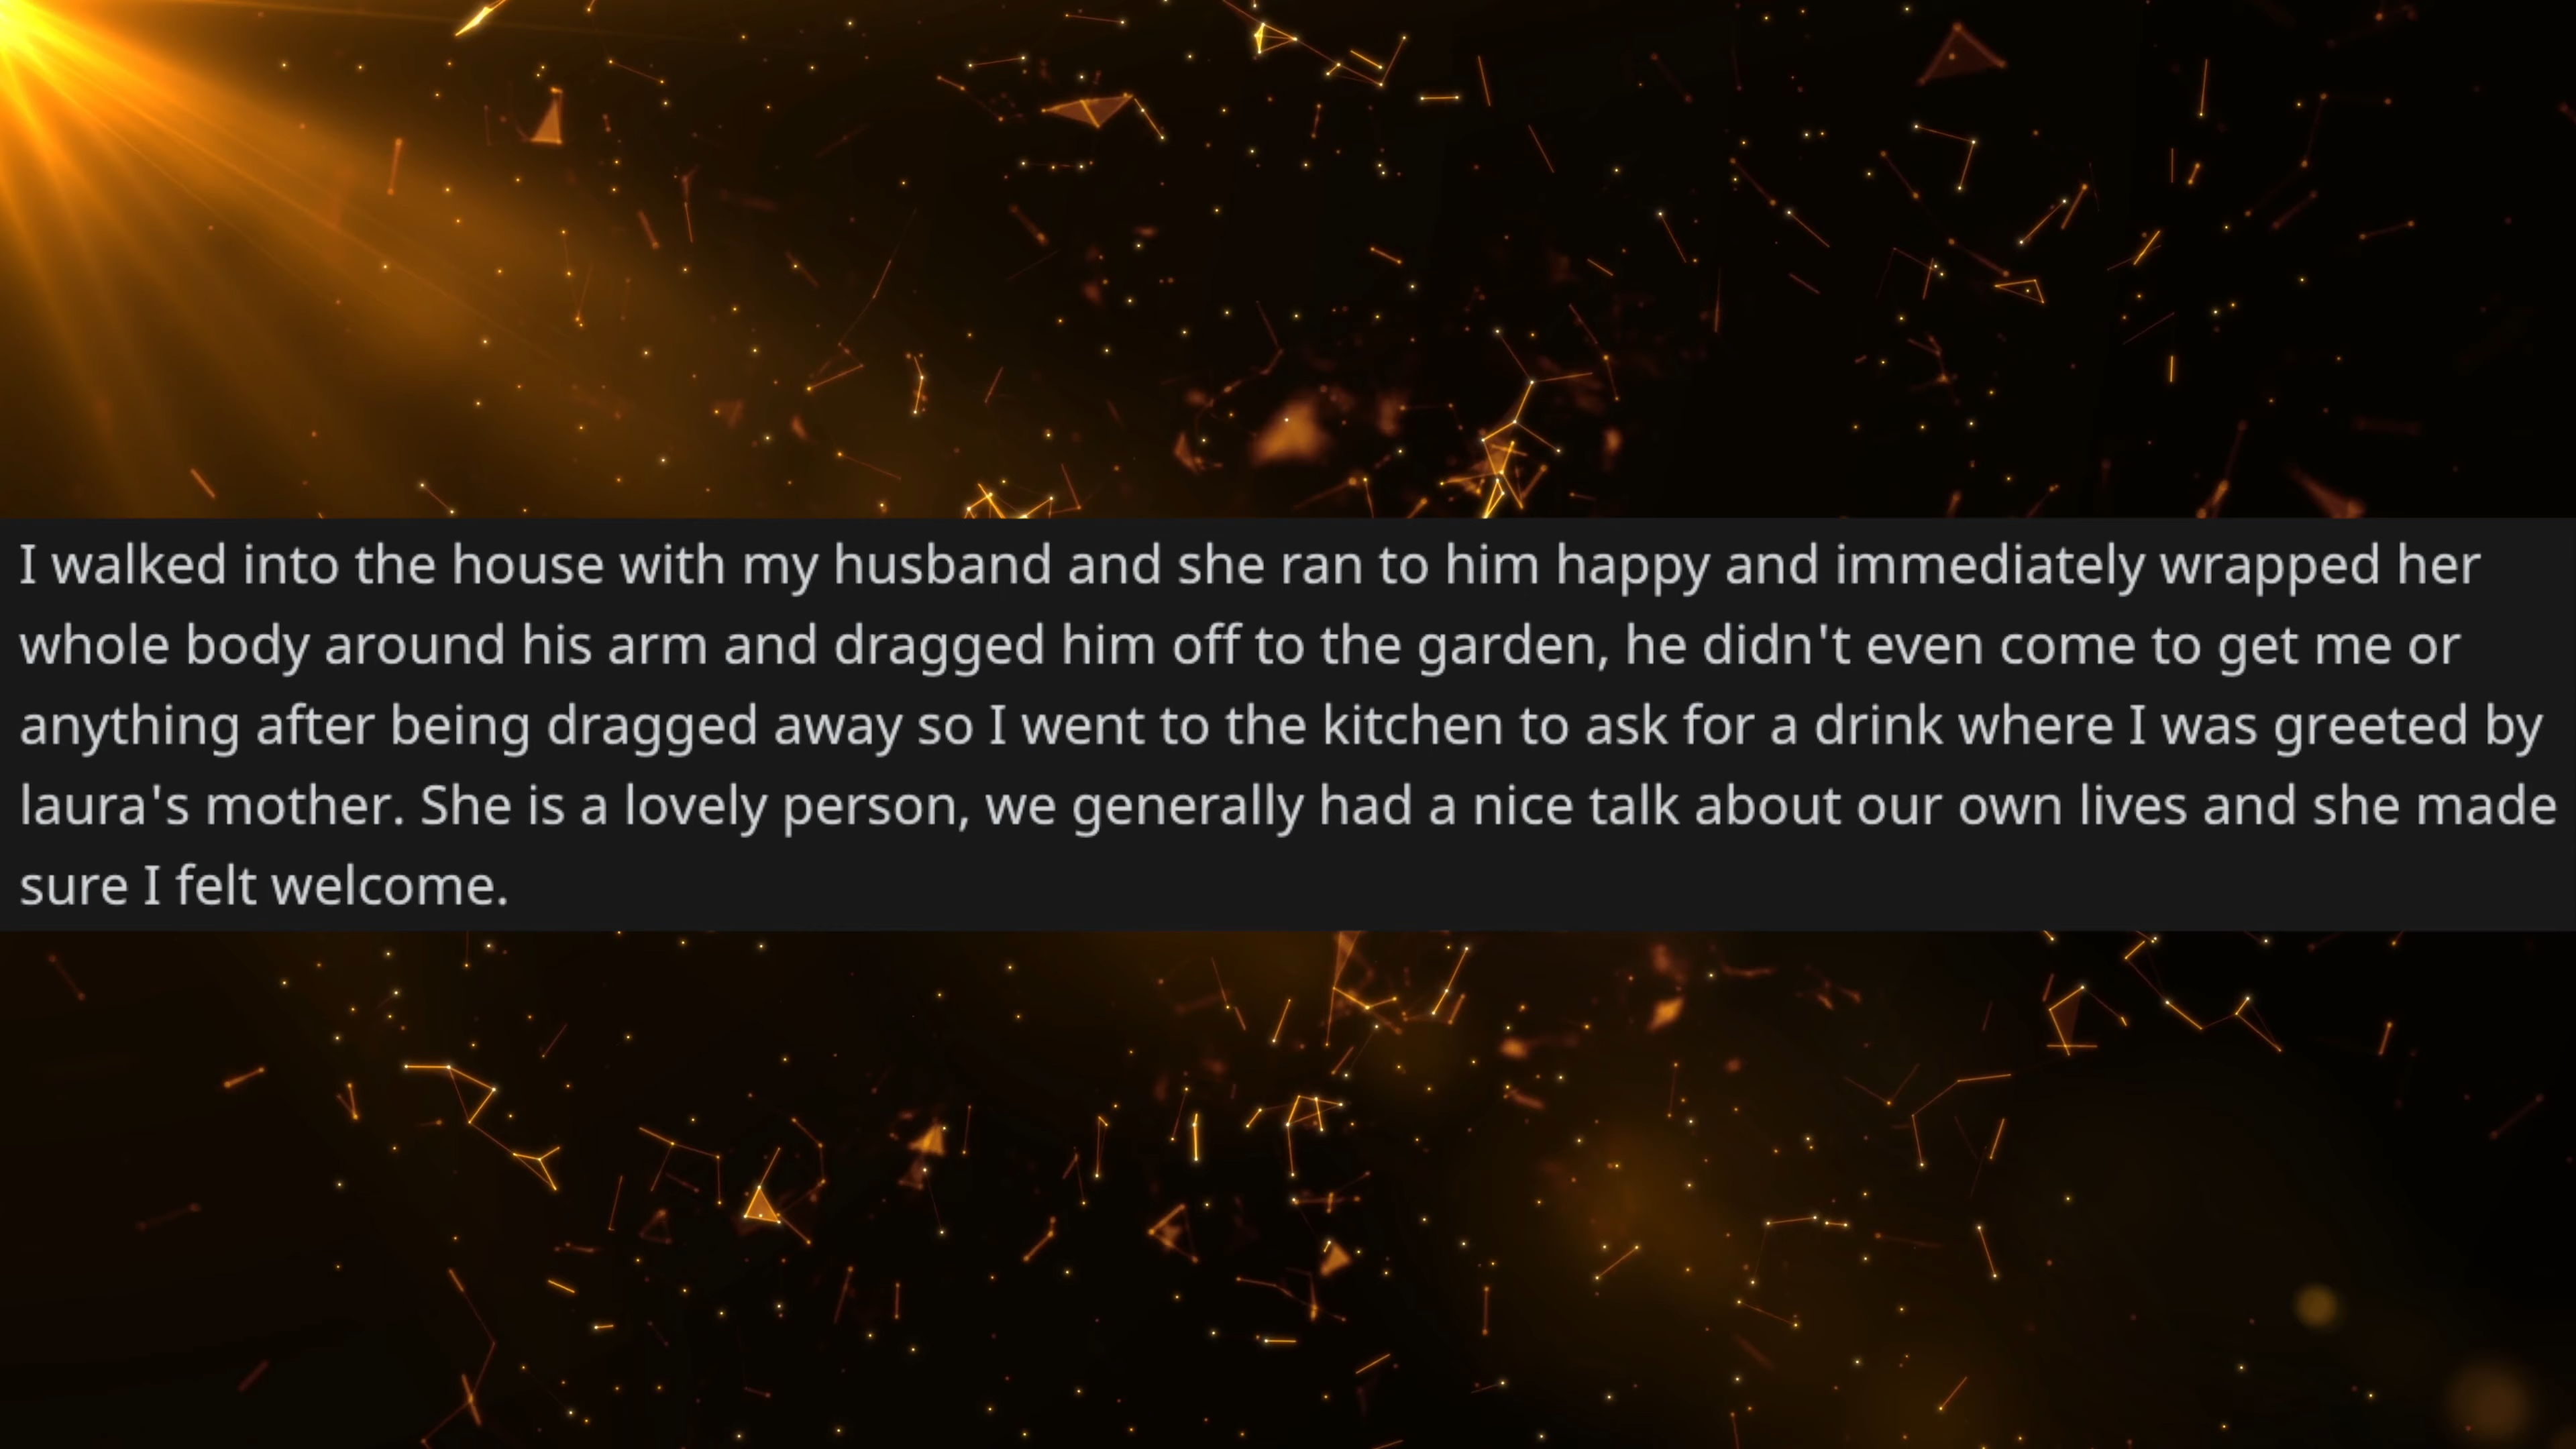 I walked into the house with my husband and she ran to him happy and immediately wrapped her
whole body around his arm and dragged him off to the garden, he didn't even come to get me or
anything after being dragged away so I went to the kitchen to ask for a drink where I was greeted by
laura's mother. She is a lovely person, we generally had a nice talk about our own lives and she made
sure I felt welcome.